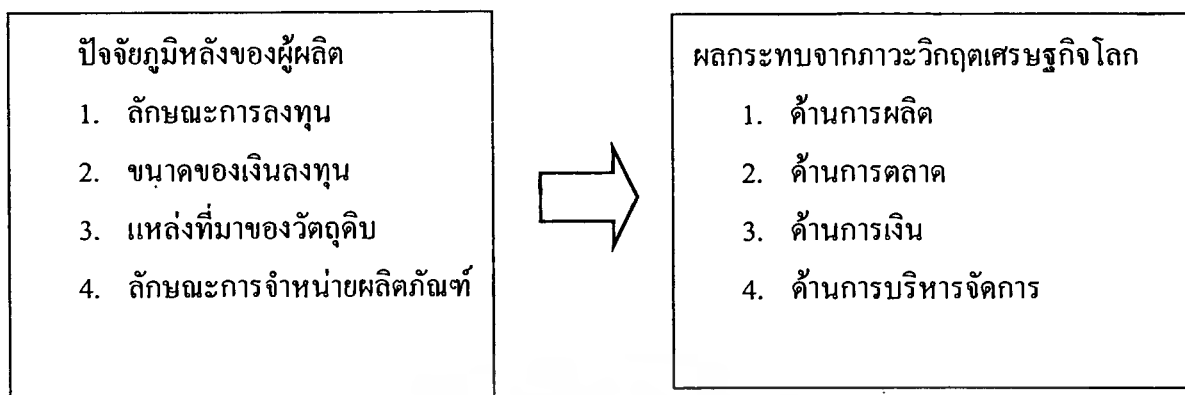 ปัจจัยภูมิหลังของผู้ผลิต
1. ลักษณะการลงทุน
2. ขนาดของเงินลงทุน
3. แหล่งที่มาของวัตถุดิบ
4. ลักษณะการจำหน่ายผลิตภัณฑ์
ผลกระทบจากภาวะวิกฤตเศรษฐกิจโลก
1. ด้านการผลิต
2. ด้านการตลาด
3. ด้านการเงิน
4. ด้านการบริหารจัดการ